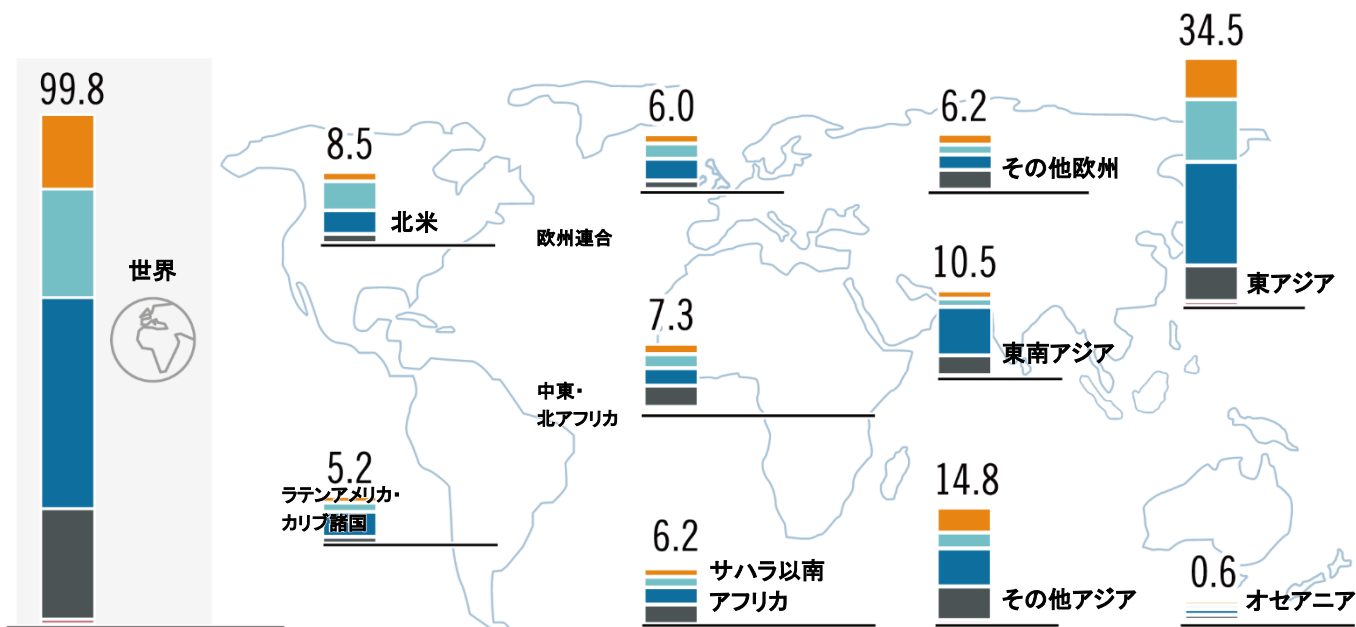 99.8
世界
8.5
北米
6.0
欧州連合
6.2
その他欧州
34.5
東アジア
7.3
中東・
北アフリカ
10.5
東南アジア
5.2
ラテンアメリカ・
カリブ諸国
6.2
サハラ以南
アフリカ
14.8
その他アジア
0.6
オセアニア